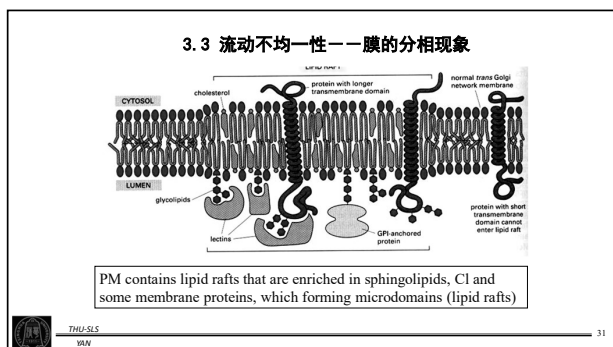 3.3 流动不均一性－－膜的分相现象
LIPID RAFT
cholesterol
protein with longer
transmembrane domain
normal trans Golgi
network membrane
CYTOSOL
LUMEN
glycolipids
lectins
GPI-anchored
protein
protein with short
transmembrane
domain cannot
enter lipid raft
PM contains lipid rafts that are enriched in sphingolipids, Cl and
some membrane proteins, which forming microdomains (lipid rafts)
THU-SLS
YAN
31